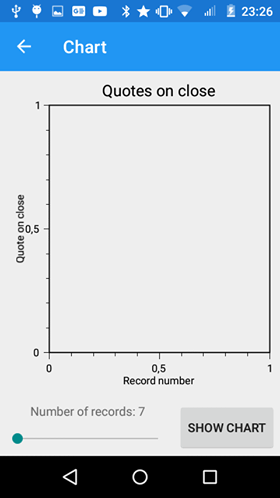 23:26
Chart
Quotes on close
1
Quote on close
0,5
0
0
0,5
1
Record number
Number of records: 7
SHOW CHART